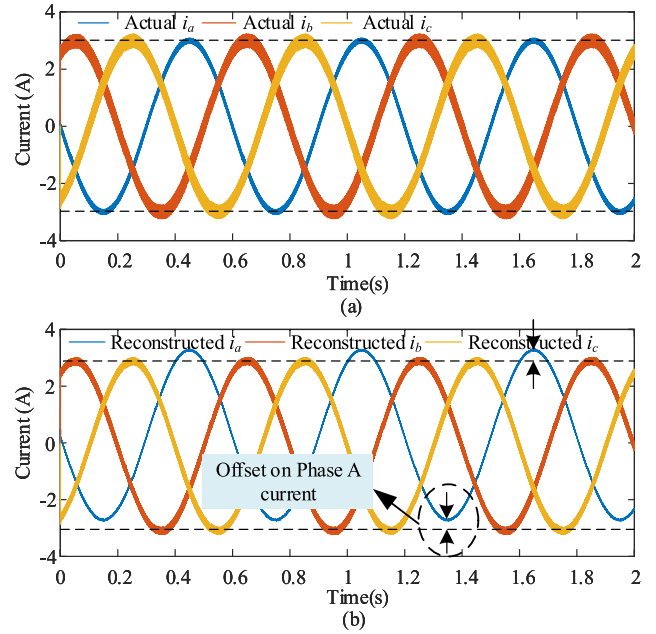 Actual i_a Actual i_b Actual i_c
4
2
0
-2
-4
Current (A)
0 0.2 0.4 0.6 0.8 1 1.2 1.4 1.6 1.8 2
Time(s)
(a)
Reconstructed i_a Reconstructed i_b Reconstructed i_c
4
2
0
-2
-4
Current (A)
Offset on Phase A
current
0 0.2 0.4 0.6 0.8 1 1.2 1.4 1.6 1.8 2
Time(s)
(b)